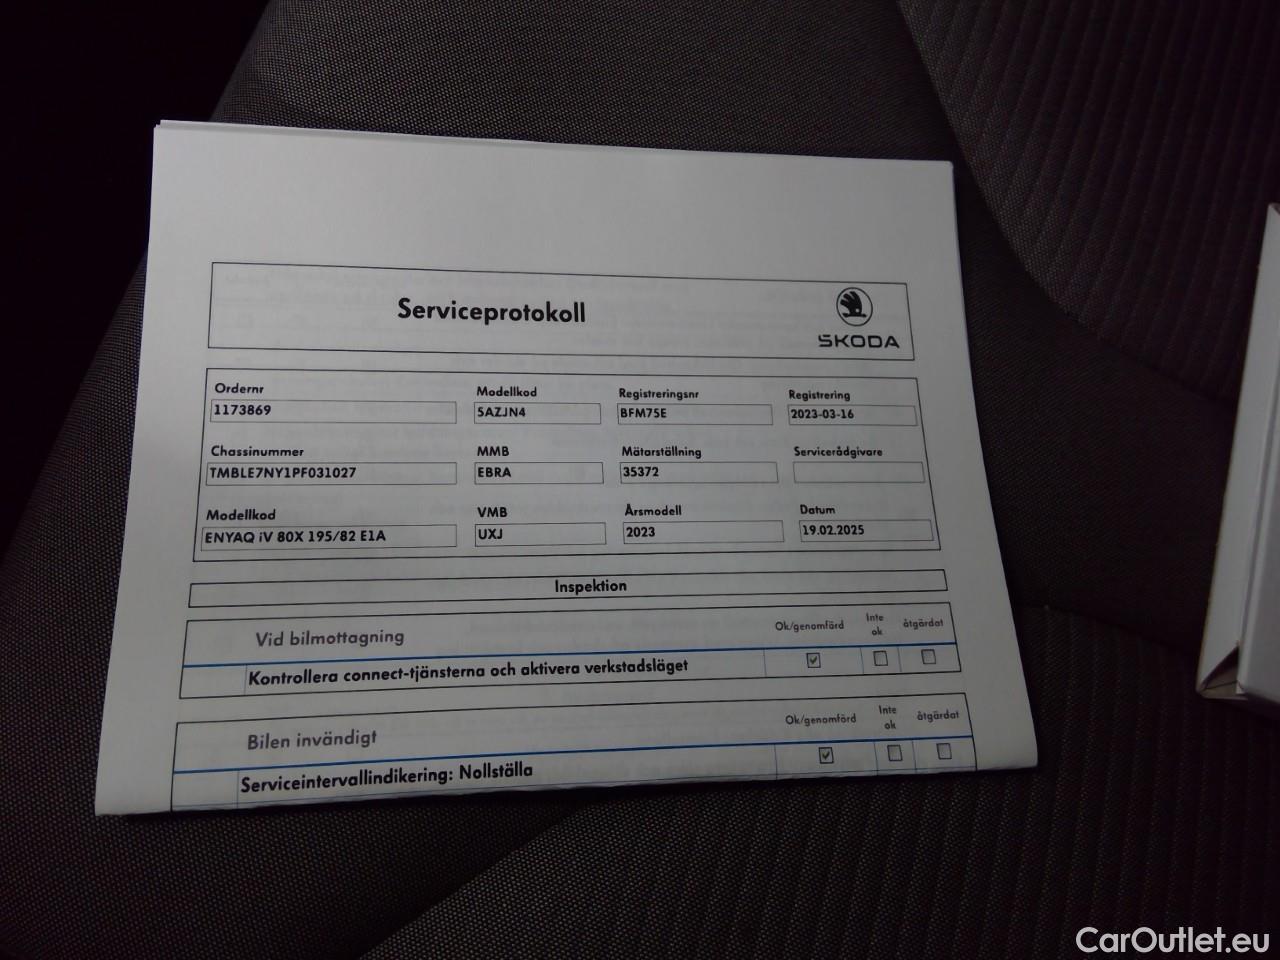 Serviceprotokoll
SKODA
Ordernr Modellkod Registreringsnr Registrering
1173869 5AZJN4 BFM75E 2023-03-16
Chassinummer MMB Mätarställning Servicerådgivare
TMBLE7NY1PF031027 EBRA 35372
Modellkod VMB Årsmodell Datum
ENYAQ iV 80X 195/82 E1A UXJ 2023 19.02.2025
Inspektion
Vid bilmottagning Ok/genomförd Inte ok åtgärdat
Kontrollera connect-tjänsterna och aktivera verkstadsläget
Bilen invändigt Ok/genomförd Inte ok åtgärdat
Serviceintervallindikering: Nollställa
CarOutlet.eu